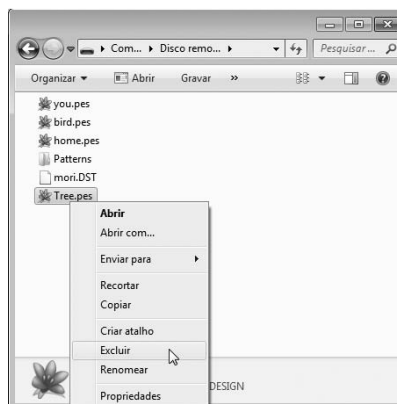 Com... Disco remo... Pesquisar ...
Organizar Abrir Gravar »
you.pes
bird.pes
home.pes
Patterns
mori.DST
Tree.pes
Abrir
Abrir com...
Enviar para
Recortar
Copiar
Criar atalho
Excluir
Renomear
DESIGN
Propriedades